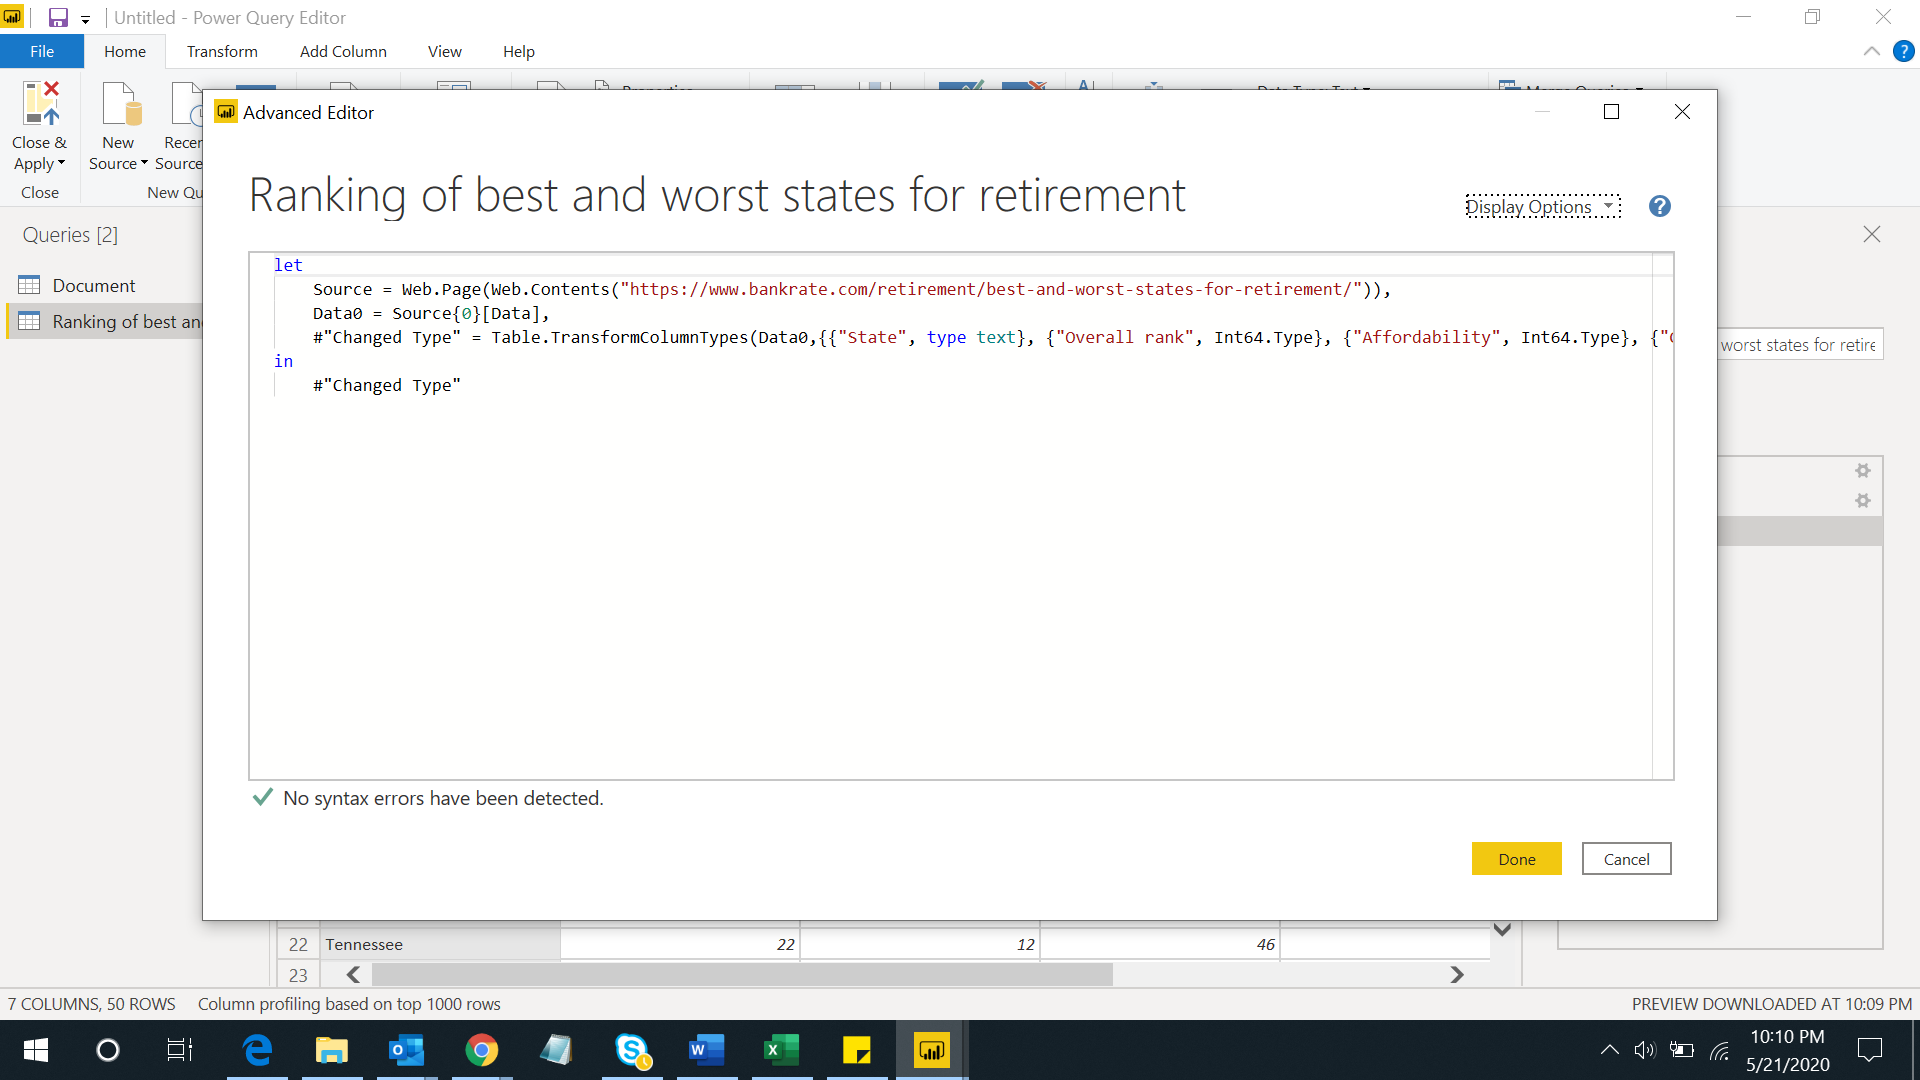 Untitled - Power Query Editor
File Home Transform Add Column View Help
Close &
Apply
Close
New
Source
Advanced Editor
Ranking of best and worst states for retirement
Display Options
Queries [2]
Document
Ranking of best
let
Source = Web.Page(Web.Contents("https://www.bankrate.com/retirement/best-and-worst-states-for-retirement/")),
Data0 = Source{0}[Data],
#"Changed Type" = Table.TransformColumnTypes(Data0,{{"State", type text}, {"Overall rank", Int64.Type}, {"Affordability", Int64.Type}, {"
in
#"Changed Type"
worst states for retire
No syntax errors have been detected.
Done Cancel
22 Tennessee 22 12 46
23
7 COLUMNS, 50 ROWS Column profiling based on top 1000 rows PREVIEW DOWNLOADED AT 10:09 PM
10:10 PM
5/21/2020